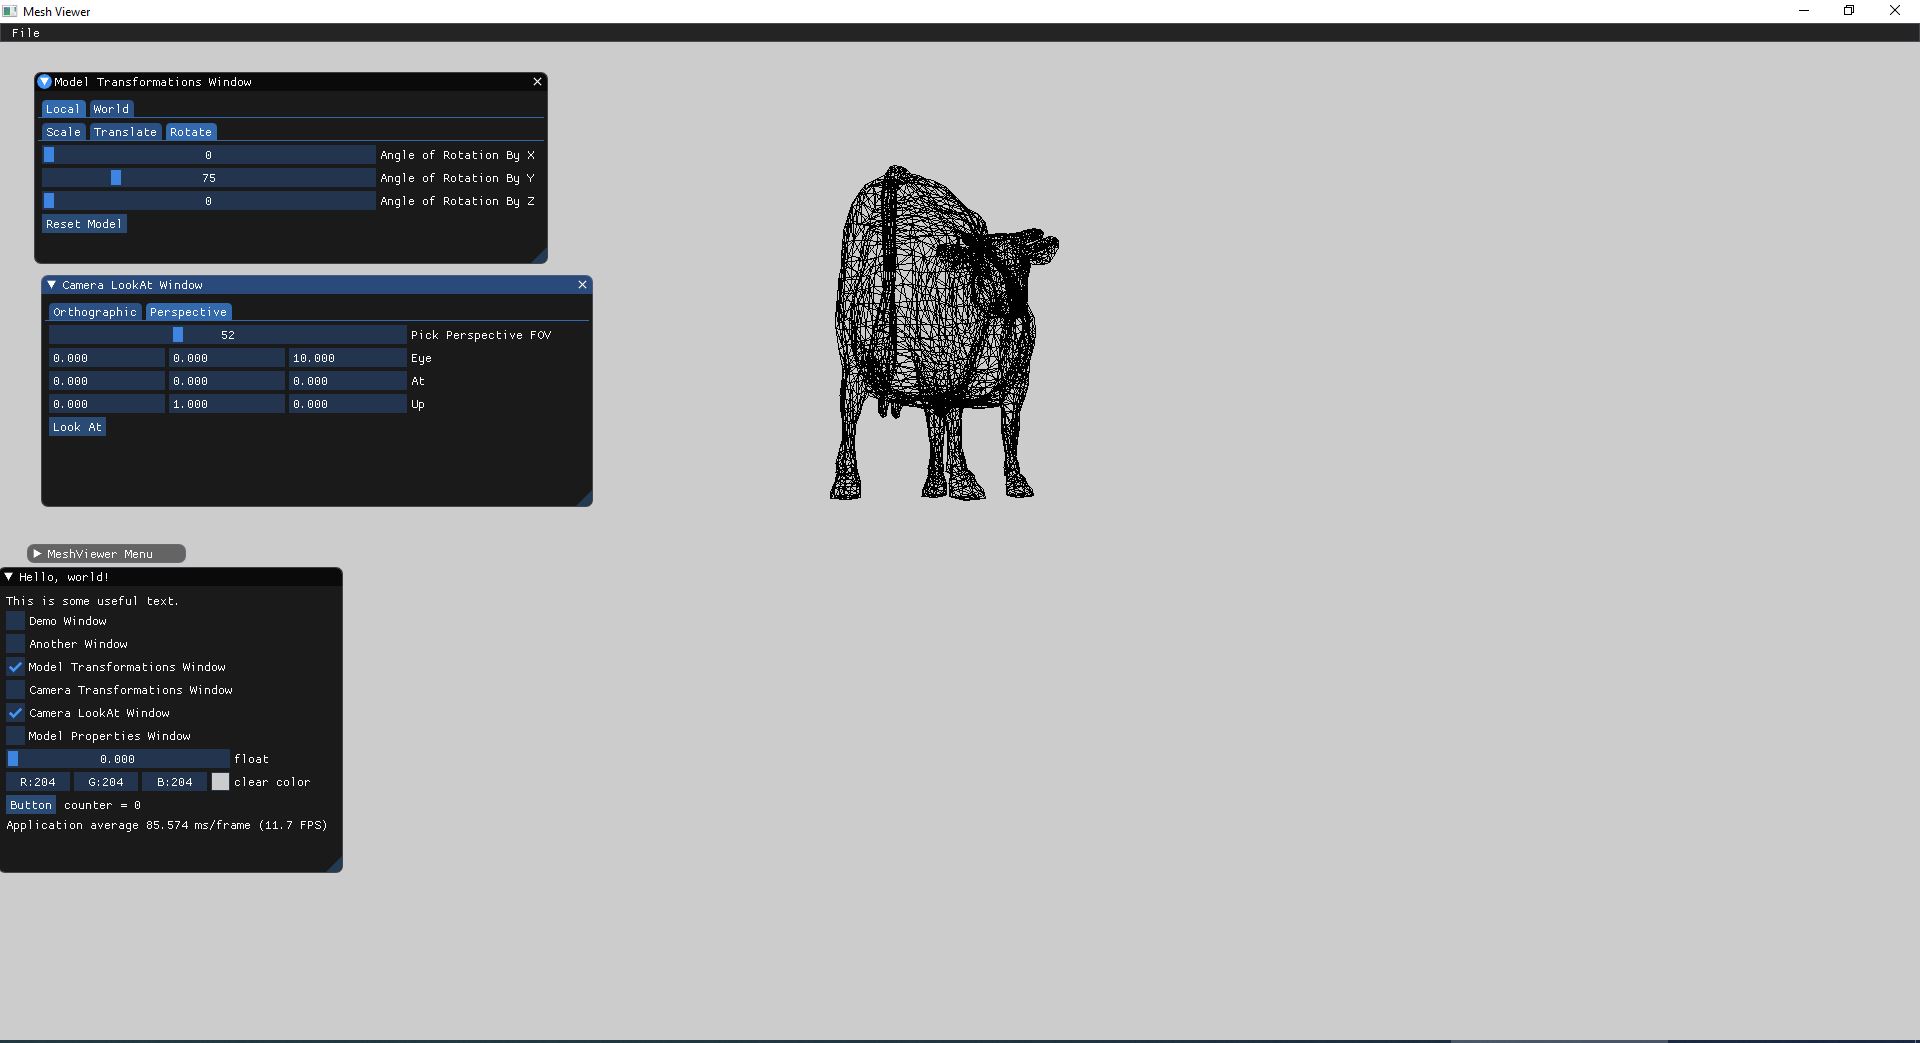 Mesh Viewer
File
Model Transformations Window
Local World
Scale Translate Rotate
0 Angle of Rotation By X
75 Angle of Rotation By Y
0 Angle of Rotation By Z
Reset Model
Camera LookAt Window
Orthographic Perspective
52 Pick Perspective FOV
0.000 0.000 10.000 Eye
0.000 0.000 0.000 At
0.000 1.000 0.000 Up
Look At
MeshViewer Menu
Hello, world!
This is some useful text.
Demo Window
Another Window
Model Transformations Window
Camera Transformations Window
Camera LookAt Window
Model Properties Window
0.000 float
R:204 G:204 B:204 clear color
Button counter = 0
Application average 85.574 ms/frame (11.7 FPS)